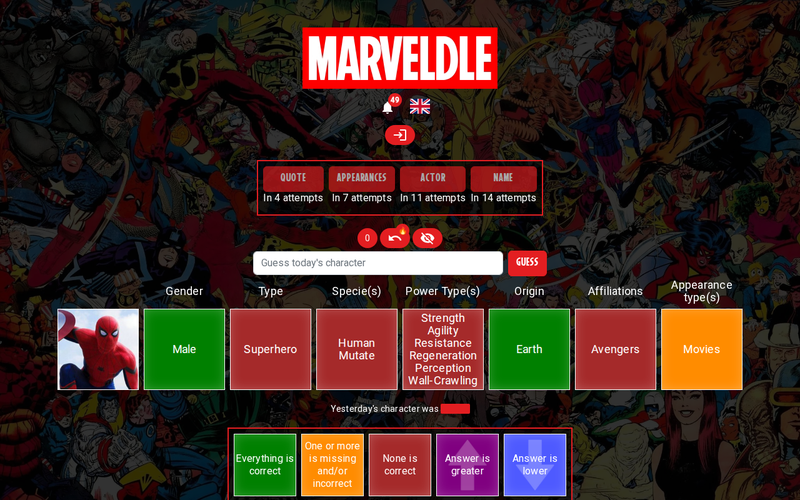 MARVELDLE
49
QUOTE
In 4 attempts
APPEARANCES
In 7 attempts
ACTOR
In 11 attempts
NAME
In 14 attempts
0
Guess today's character
GUESS
Gender
Type
Specie(s)
Power Type(s)
Origin
Affiliations
Appearance
type(s)
Male
Superhero
Human
Mutate
Strength
Agility
Resistance
Regeneration
Perception
Wall-Crawling
Earth
Avengers
Movies
Yesterday's character was
Everything is
correct
One or more
is missing
and/or
incorrect
None is
correct
Answer is
greater
Answer is
lower